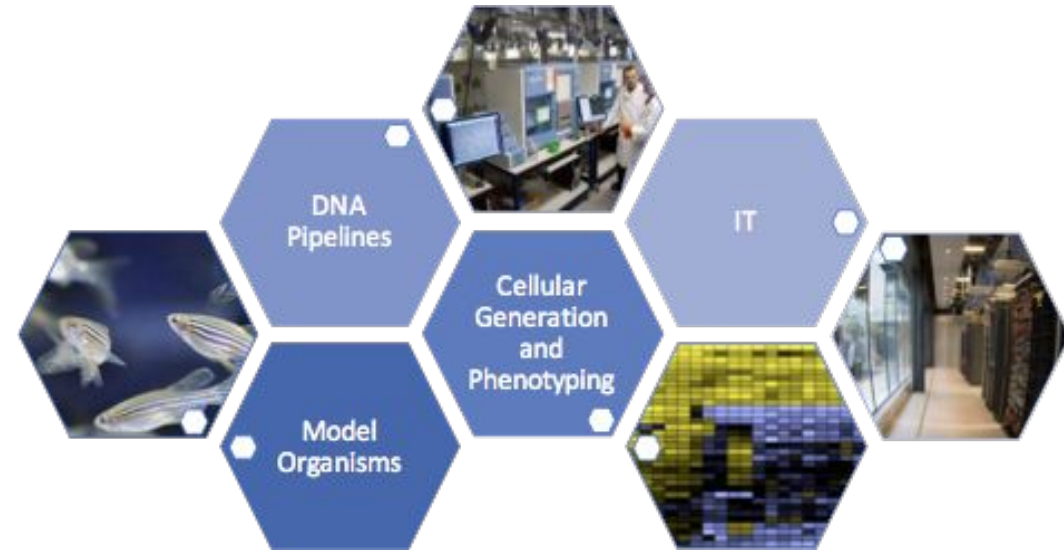 DNA
Pipelines
IT
Cellular
Generation
and
Phenotyping
Model
Organisms